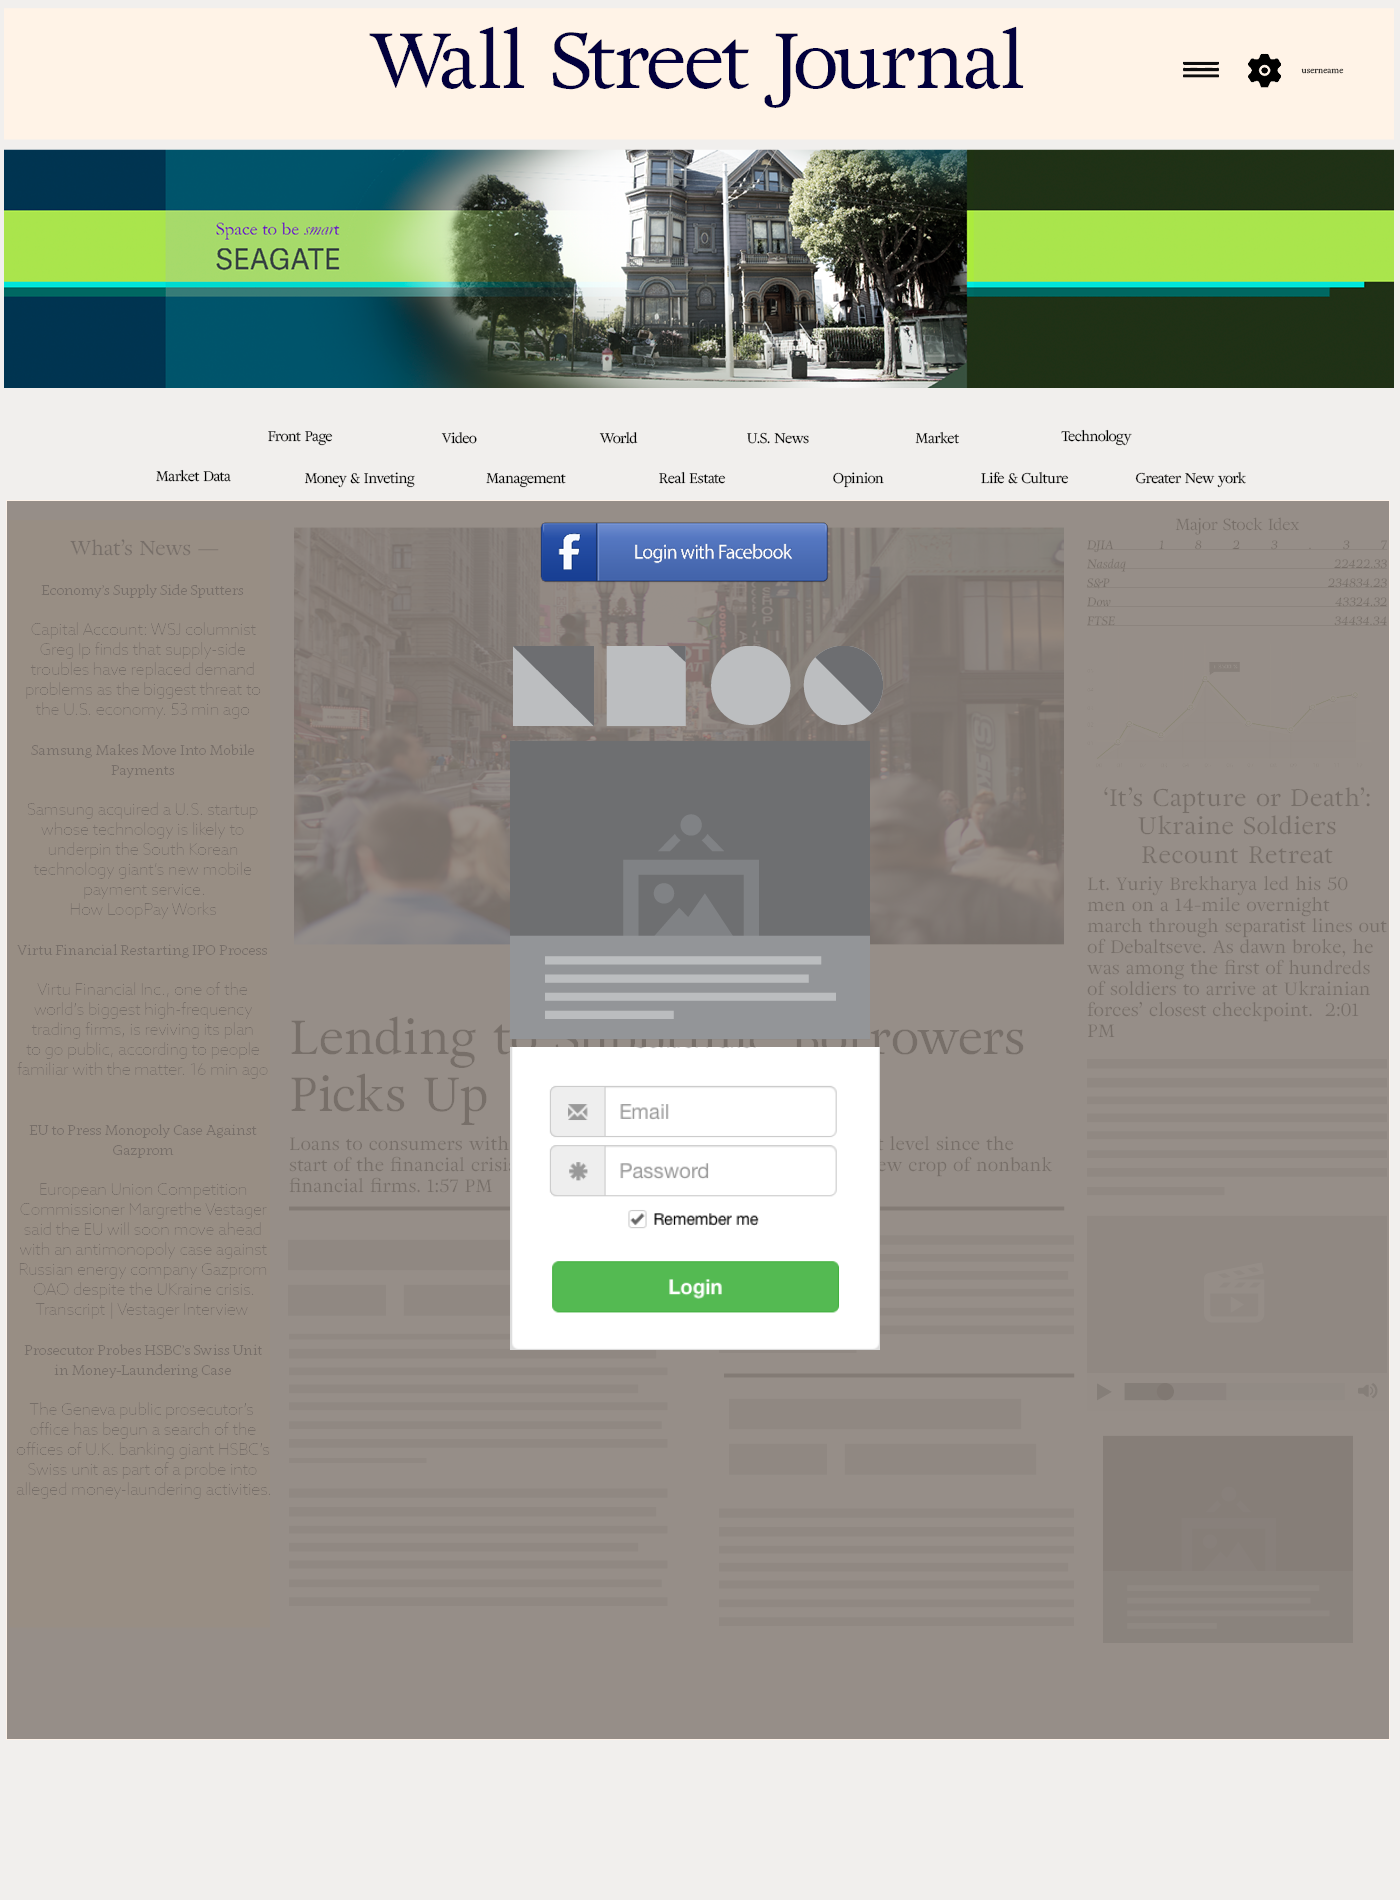 Wall Street Journal
userneame
Space to be smart
SEAGATE
Front Page
Video
World
U.S. News
Market
Technology
Market Data
Money & Inveting
Management
Real Estate
Opinion
Life & Culture
Greater New york
What's News —
Economy's Supply Side Sputters
Capital Account: WSJ columnist
Greg Ip finds that supply-side
troubles have replaced demand
problems as the biggest threat to
the U.S. economy. 53 min ago
Samsung Makes Move Into Mobile
Payments
Samsung acquired a U.S. startup
whose technology is likely to
underpin the South Korean
technology giant's new mobile
payment service.
How LoopPay Works
Virtu Financial Restarting IPO Process
Virtu Financial Inc., one of the
world's biggest high-frequency
trading firms, is reviving its plan
to go public, according to people
familiar with the matter. 16 min ago
EU to Press Monopoly Case Against
Gazprom
European Union Competition
Commissioner Margrethe Vestager
said the EU will soon move ahead
with an antimonopoly case against
Russian energy company Gazprom
OAO despite the UKraine crisis.
Transcript | Vestager Interview
Prosecutor Probes HSBC's Swiss Unit
in Money-Laundering Case
The Geneva public prosecutor's
office has begun a search of the
offices of U.K. banking giant HSBC's
Swiss unit as part of a probe into
alleged money-laundering activities.
Login with Facebook
Lending to Subprime Borrowers
Picks Up
Loans to consumers with level since the
start of the financial crisis crop of nonbank
financial firms. 1:57 PM
Email
Password
Remember me
Login
Major Stock Idex
DJIA 1 8 2 3 . 3 7
Nasdaq 22422.33
S&P 234834.23
Dow 43324.32
FTSE 34434.34
'It's Capture or Death':
Ukraine Soldiers
Recount Retreat
Lt. Yuriy Brekharya led his 50
men on a 14-mile overnight
march through separatist lines out
of Debaltseve. As dawn broke, he
was among the first of hundreds
of soldiers to arrive at Ukrainian
forces' closest checkpoint. 2:01
PM